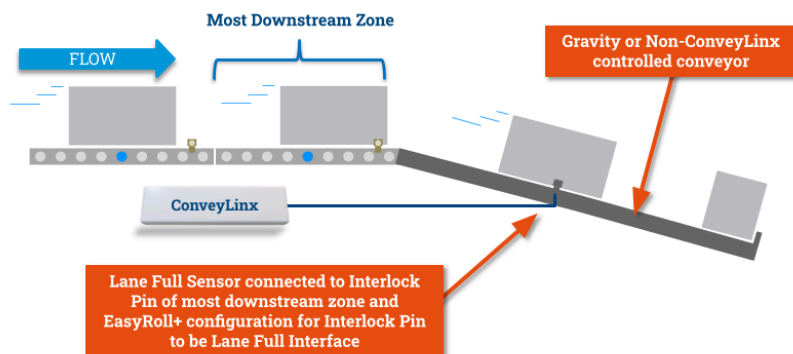 Most Downstream Zone
FLOW
Gravity or Non-ConveyLinx
controlled conveyor
ConveyLinx
Lane Full Sensor connected to Interlock
Pin of most downstream zone and
EasyRoll+ configuration for Interlock Pin
to be Lane Full Interface